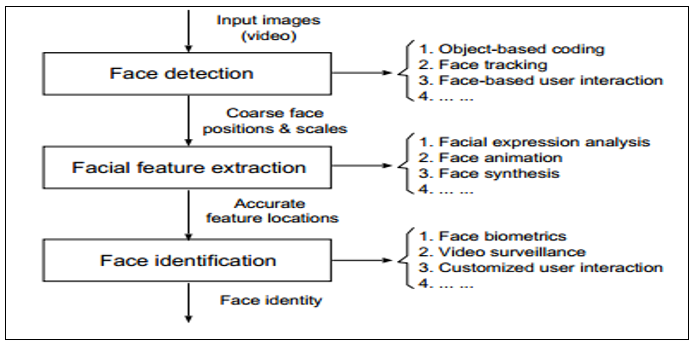 Input images
(video)
Face detection
1. Object-based coding
2. Face tracking
3. Face-based user interaction
4. ... ...
Coarse face
positions & scales
Facial feature extraction
1. Facial expression analysis
2. Face animation
3. Face synthesis
4. ... ...
Accurate
feature locations
Face identification
1. Face biometrics
2. Video surveillance
3. Customized user interaction
4. ... ...
Face identity